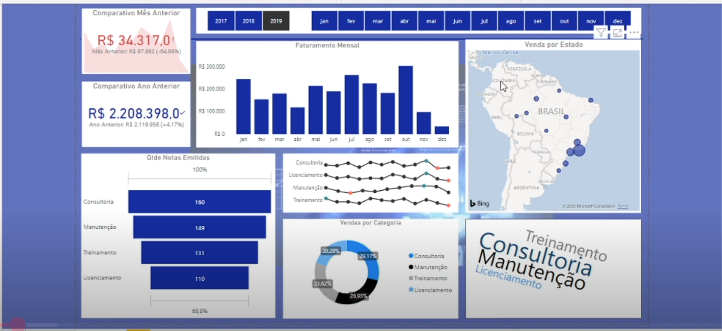 Comparativo Mês Anterior
R$ 34.317,0
Mês Anterior: R$ 97.992 (-64.98%)
2017 2018 2019
jan fev mar abr mai jun jul ago set out nov dez
Comparativo Ano Anterior
R$ 2.208.398,0
Ano Anterior: R$ 2.119.956 (+4.17%)
Faturamento Mensal
R$ 300.000
R$ 200.000
R$ 100.000
R$ 0
jan fev mar abr mai jun jul ago set out nov dez
Venda por Estado
VENEZUELA
BRASIL
BOLÍVIA
ARGENTINA
Bing
Qtde Notas Emitidas
100%
Consultoria 160
Manutenção 149
Treinamento 131
Licenciamento 110
68,8%
Consultoria
Licenciamento
Manutenção
Treinamento
Vendas por Categoria
20,28%
29,17%
23,62%
26,93%
Consultoria
Manutenção
Treinamento
Licenciamento
Treinamento
Consultoria
Manutenção
Licenciamento